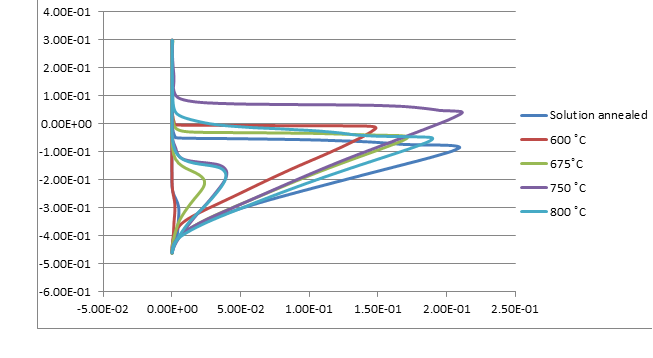 4.00E-01
3.00E-01
2.00E-01
1.00E-01
0.00E+00
-1.00E-01
-2.00E-01
-3.00E-01
-4.00E-01
-5.00E-01
-6.00E-01
-5.00E-02 0.00E+00 5.00E-02 1.00E-01 1.50E-01 2.00E-01 2.50E-01
Solution annealed
600 ˚C
675˚C
750 ˚C
800 ˚C